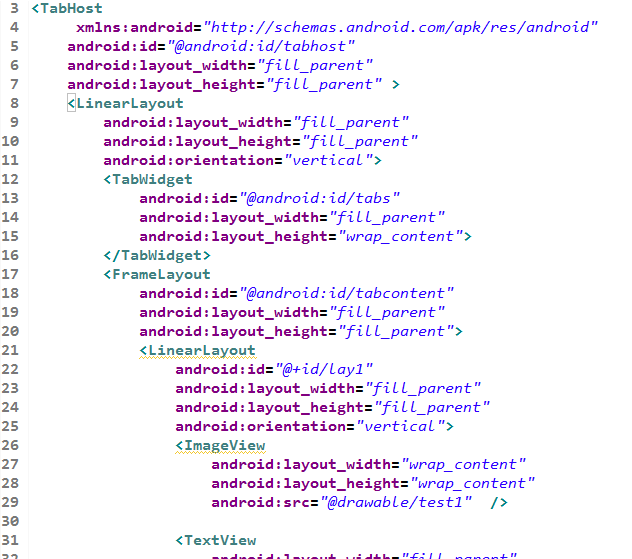 3 <TabHost
4 xmlns:android="http://schemas.android.com/apk/res/android"
5 android:id="@android:id/tabhost"
6 android:layout_width="fill_parent"
7 android:layout_height="fill_parent" >
8 <LinearLayout
9 android:layout_width="fill_parent"
10 android:layout_height="fill_parent"
11 android:orientation="vertical">
12 <TabWidget
13 android:id="@android:id/tabs"
14 android:layout_width="fill_parent"
15 android:layout_height="wrap_content">
16 </TabWidget>
17 <FrameLayout
18 android:id="@android:id/tabcontent"
19 android:layout_width="fill_parent"
20 android:layout_height="fill_parent">
21 <LinearLayout
22 android:id="@+id/lay1"
23 android:layout_width="fill_parent"
24 android:layout_height="fill_parent"
25 android:orientation="vertical">
26 <ImageView
27 android:layout_width="wrap_content"
28 android:layout_height="wrap_content"
29 android:src="@drawable/test1" />
30
31 <TextView
32 android:layout_width="fill_parent"